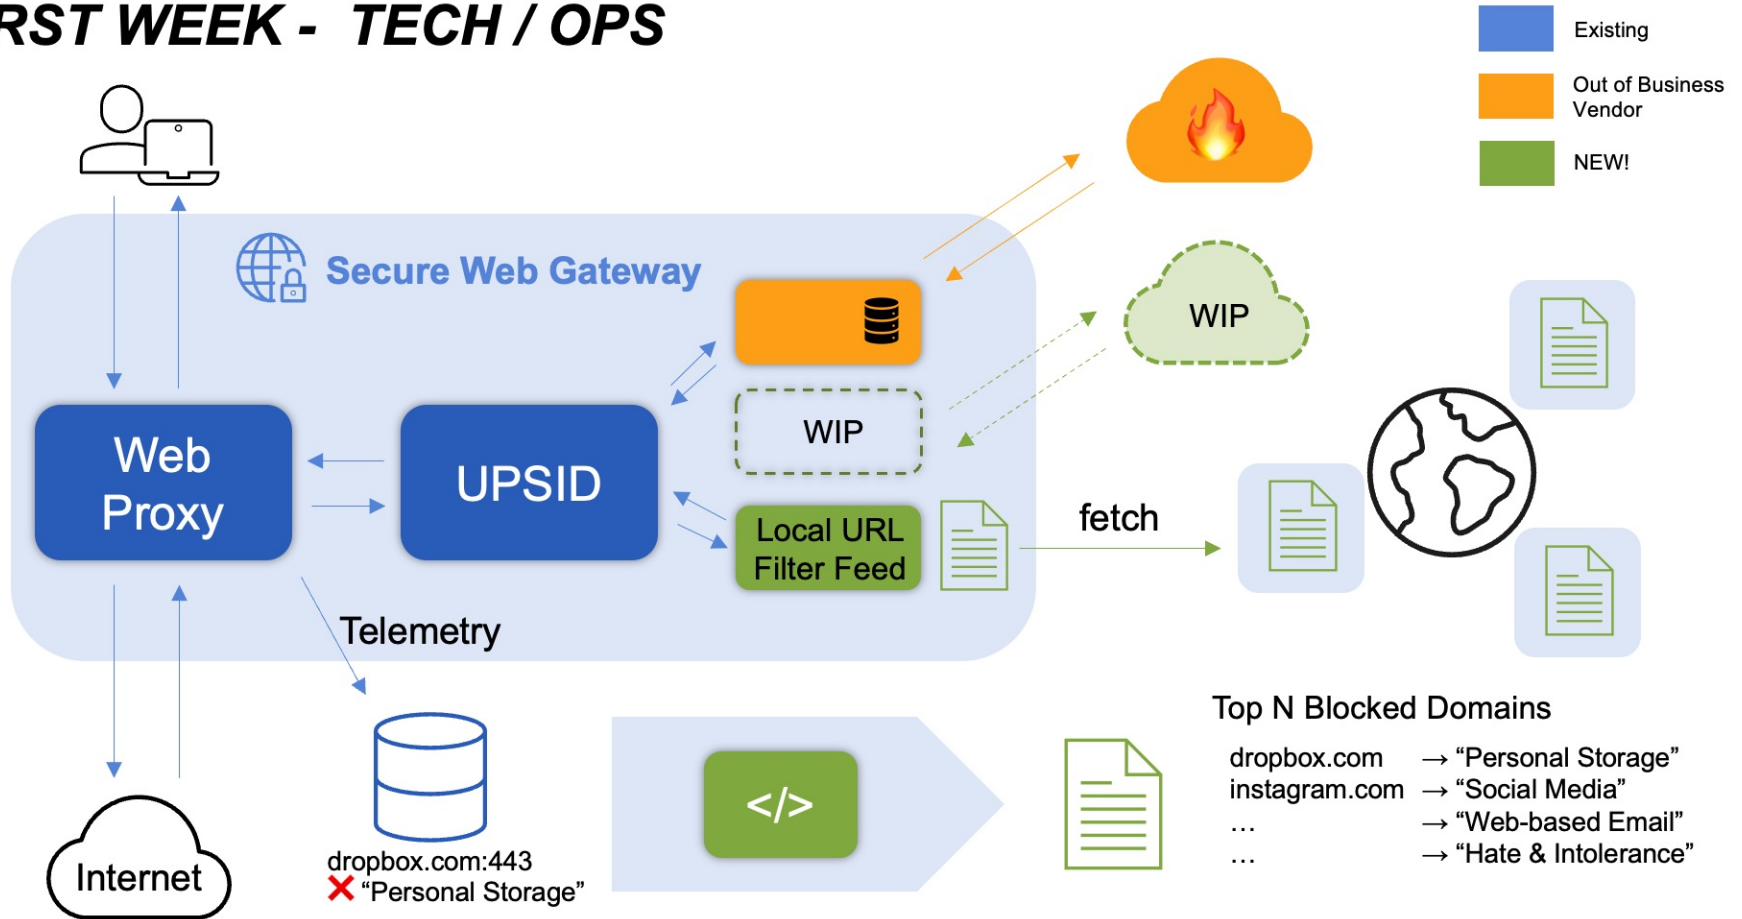 RST WEEK - TECH / OPS
Existing
Out of Business
Vendor
NEW!
Secure Web Gateway
WIP
WIP
Web
Proxy
UPSID
Local URL
Filter Feed
fetch
Telemetry
Internet
dropbox.com:443
❌ “Personal Storage”
</>
Top N Blocked Domains
dropbox.com → “Personal Storage”
instagram.com → “Social Media”
... → “Web-based Email”
... → “Hate & Intolerance”